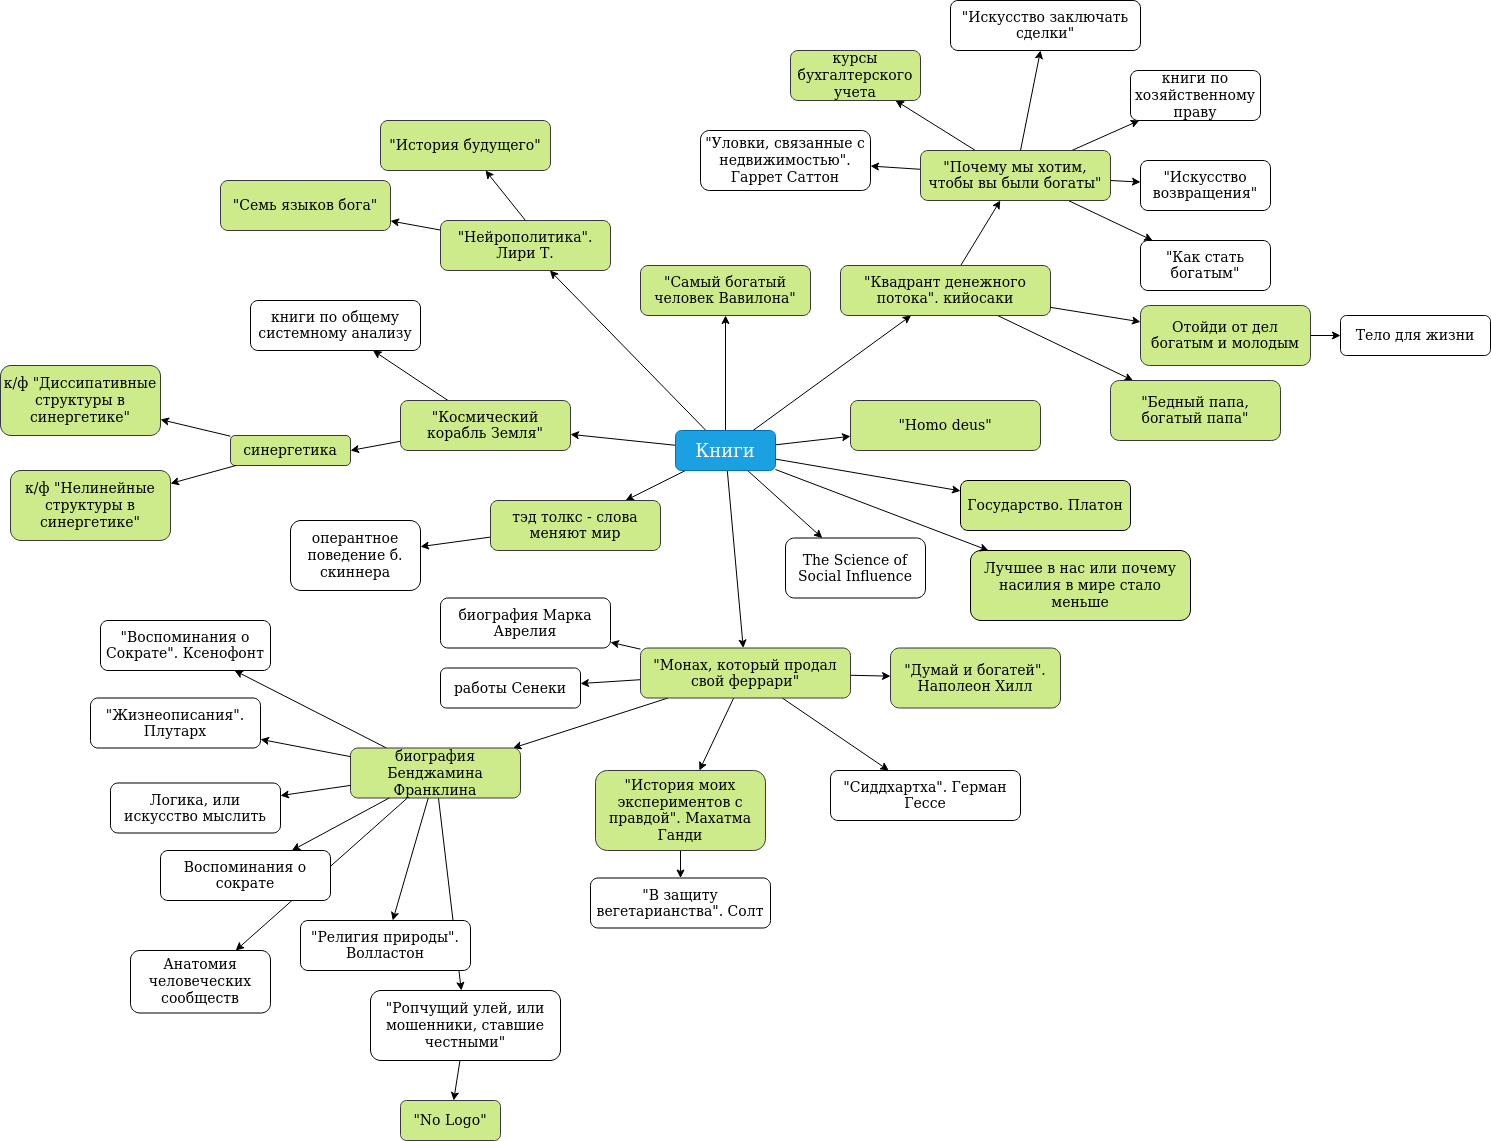 "Искусство заключать
сделки"
курсы
бухгалтерского
учета
книги по
хозяйственному
праву
"Уловки, связанные с
недвижимостью".
Гаррет Саттон
"Почему мы хотим,
чтобы вы были богаты"
"Искусство
возвращения"
"Как стать
богатым"
"История будущего"
"Семь языков бога"
"Нейрополитика".
Лири Т.
"Самый богатый
человек Вавилона"
"Квадрант денежного
потока". кийосаки
Отойди от дел
богатым и молодым
Тело для жизни
"Бедный папа,
богатый папа"
книги по общему
системному анализу
к/ф "Диссипативные
структуры в
синергетике"
"Космический
корабль Земля"
синергетика
к/ф "Нелинейные
структуры в
синергетике"
Книги
"Homo deus"
Государство. Платон
тэд толкс - слова
меняют мир
оперантное
поведение б.
скиннера
The Science of
Social Influence
Лучшее в нас или почему
насилия в мире стало
меньше
биография Марка
Аврелия
работы Сенеки
"Монах, который продал
свой феррари"
"Думай и богатей".
Наполеон Хилл
"Воспоминания о
Сократе". Ксенофонт
"Жизнеописания".
Плутарх
биография
Бенджамина
Франклина
Логика, или
искусство мыслить
"История моих
экспериментов с
правдой". Махатма
Ганди
"Сиддхартха". Герман
Гессе
Воспоминания о
сократе
"В защиту
вегетарианства". Солт
"Религия природы".
Волластон
Анатомия
человеческих
сообществ
"Ропчущий улей, или
мошенники, ставшие
честными"
"No Logo"